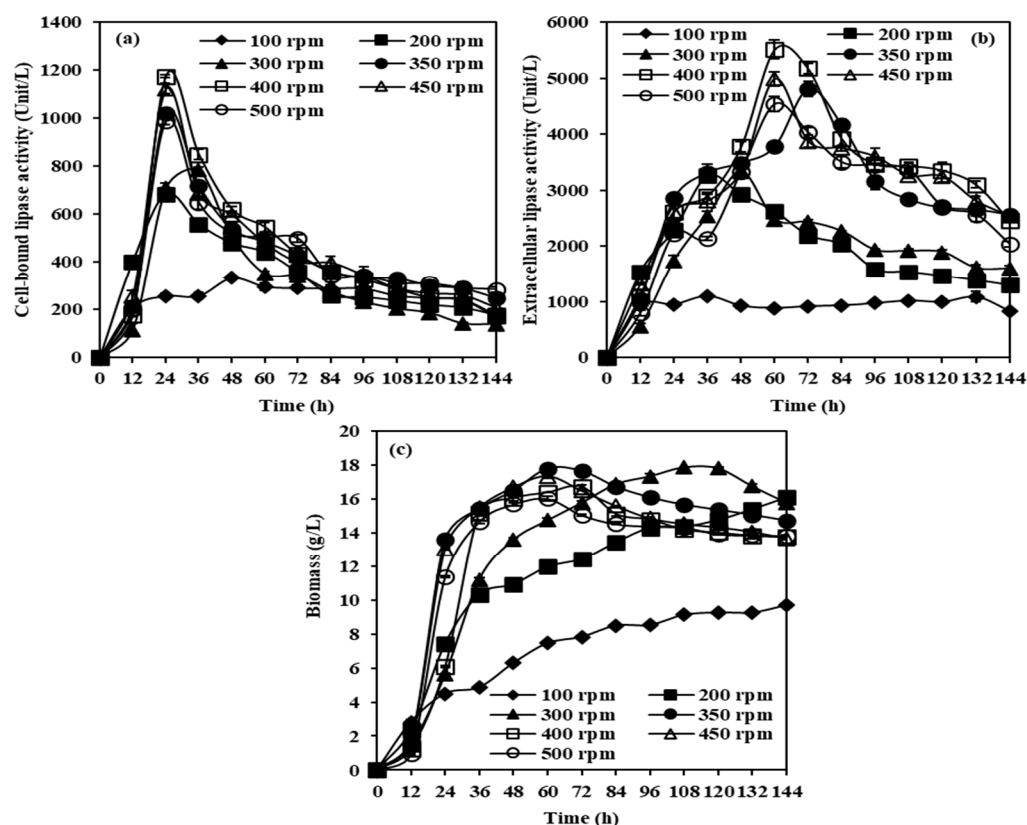 (a)
Cell-bound lipase activity (Unit/L)
1400
1200
1000
800
600
400
200
0
100 rpm 200 rpm
300 rpm 350 rpm
400 rpm 450 rpm
500 rpm
0 12 24 36 48 60 72 84 96 108 120 132 144
Time (h)
(b)
Extracellular lipase activity (Unit/L)
6000
5000
4000
3000
2000
1000
0
100 rpm 200 rpm
300 rpm 350 rpm
400 rpm 450 rpm
500 rpm
0 12 24 36 48 60 72 84 96 108 120 132 144
Time (h)
(c)
Biomass (g/L)
20
18
16
14
12
10
8
6
4
2
0
100 rpm 200 rpm
300 rpm 350 rpm
400 rpm 450 rpm
500 rpm
0 12 24 36 48 60 72 84 96 108 120 132 144
Time (h)